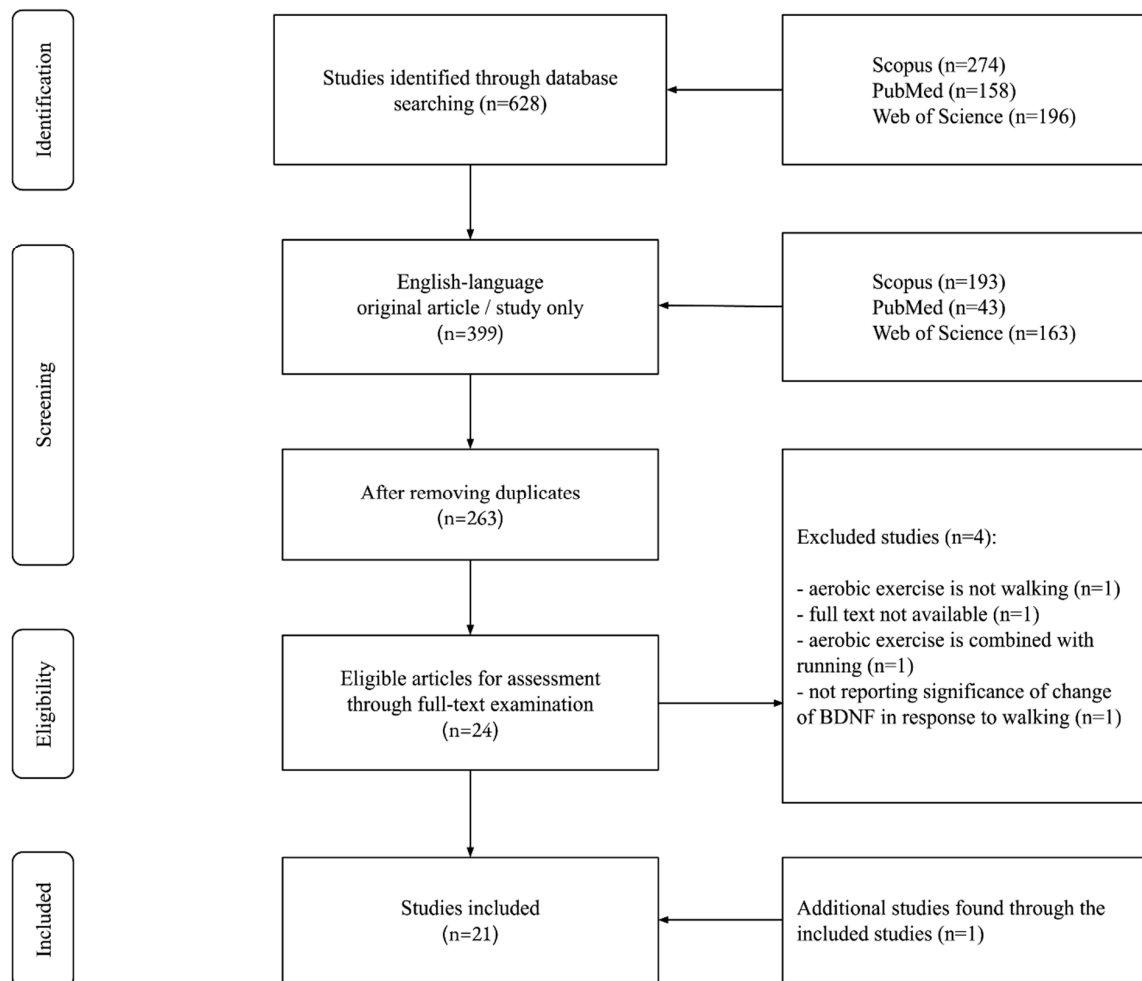 Identification
Studies identified through database
searching (n=628)
Scopus (n=274)
PubMed (n=158)
Web of Science (n=196)
Screening
English-language
original article / study only
(n=399)
Scopus (n=193)
PubMed (n=43)
Web of Science (n=163)
After removing duplicates
(n=263)
Eligibility
Eligible articles for assessment
through full-text examination
(n=24)
Excluded studies (n=4):
- aerobic exercise is not walking (n=1)
- full text not available (n=1)
- aerobic exercise is combined with
running (n=1)
- not reporting significance of change
of BDNF in response to walking (n=1)
Included
Studies included
(n=21)
Additional studies found through the
included studies (n=1)